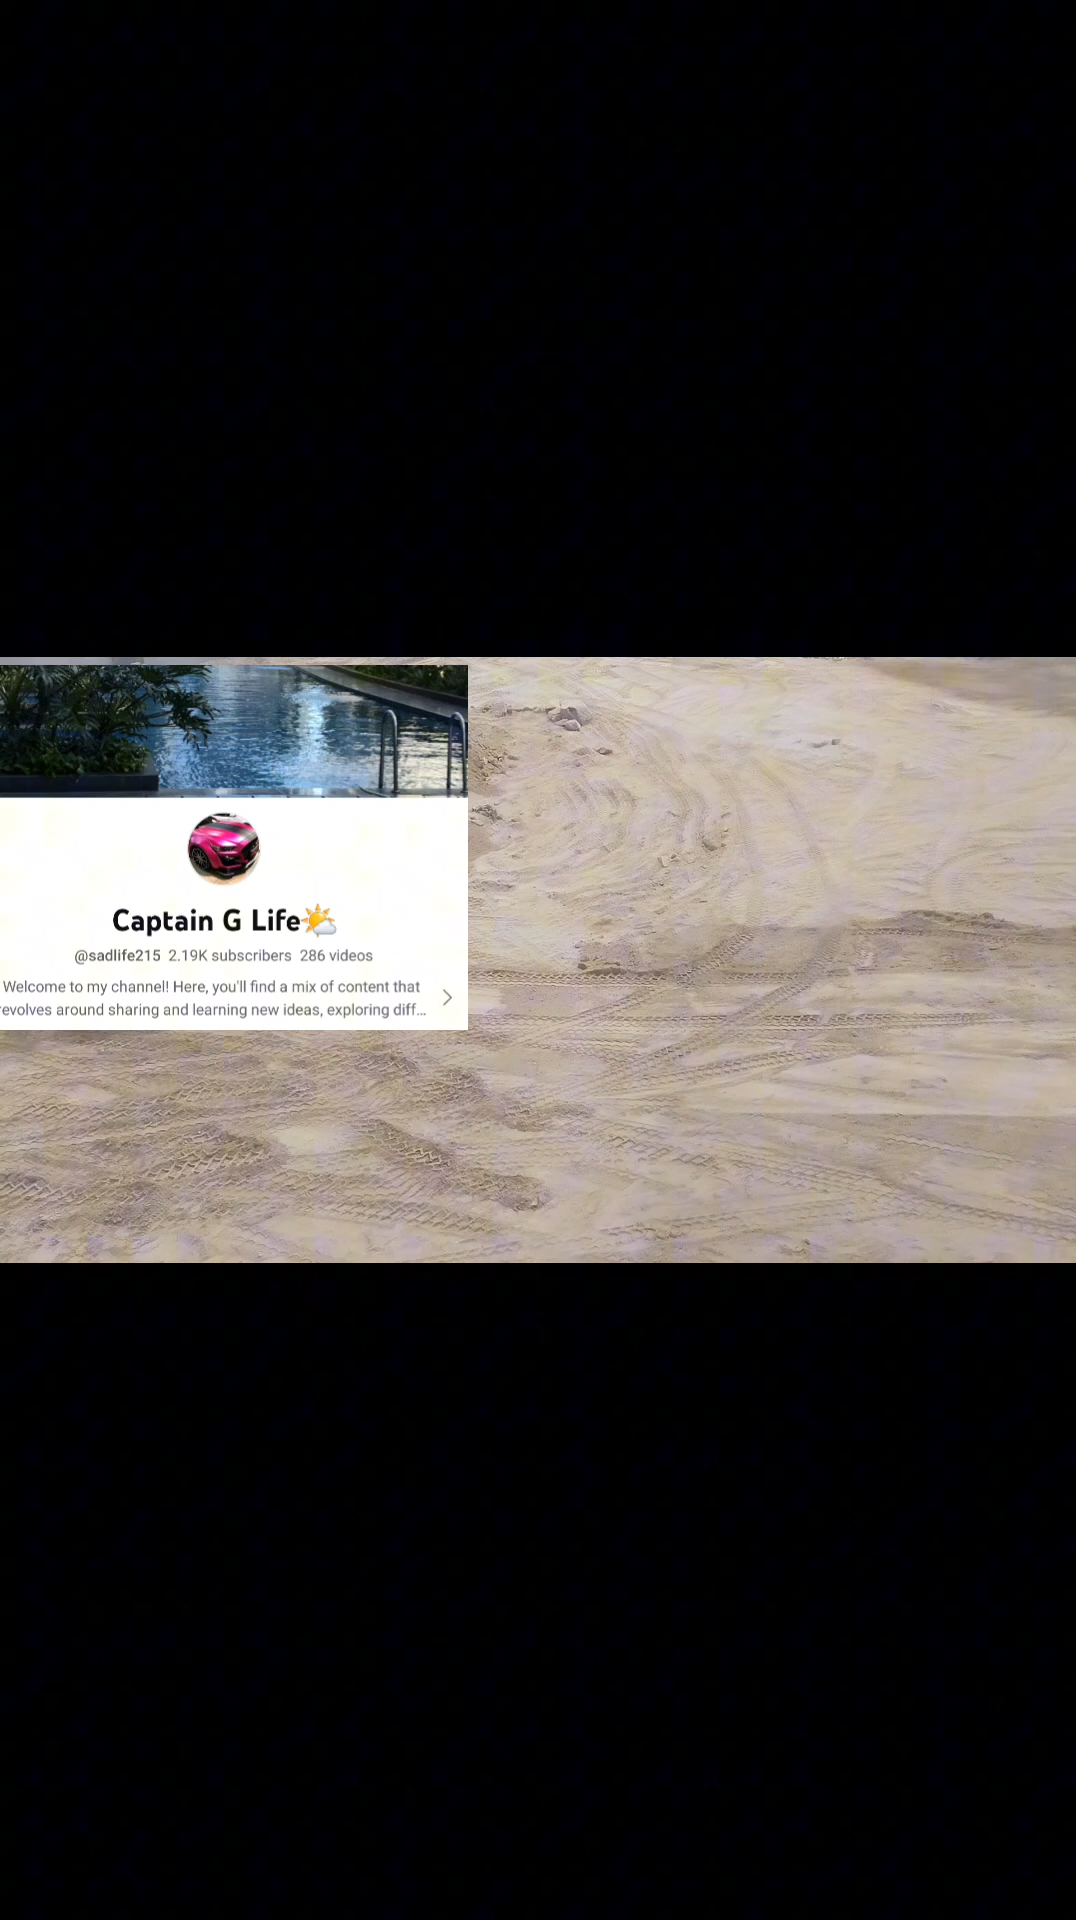 Captain G Life🌤️
@sadlife215 2.19K subscribers 286 videos
Welcome to my channel! Here, you'll find a mix of content that
revolves around sharing and learning new ideas, exploring diff...